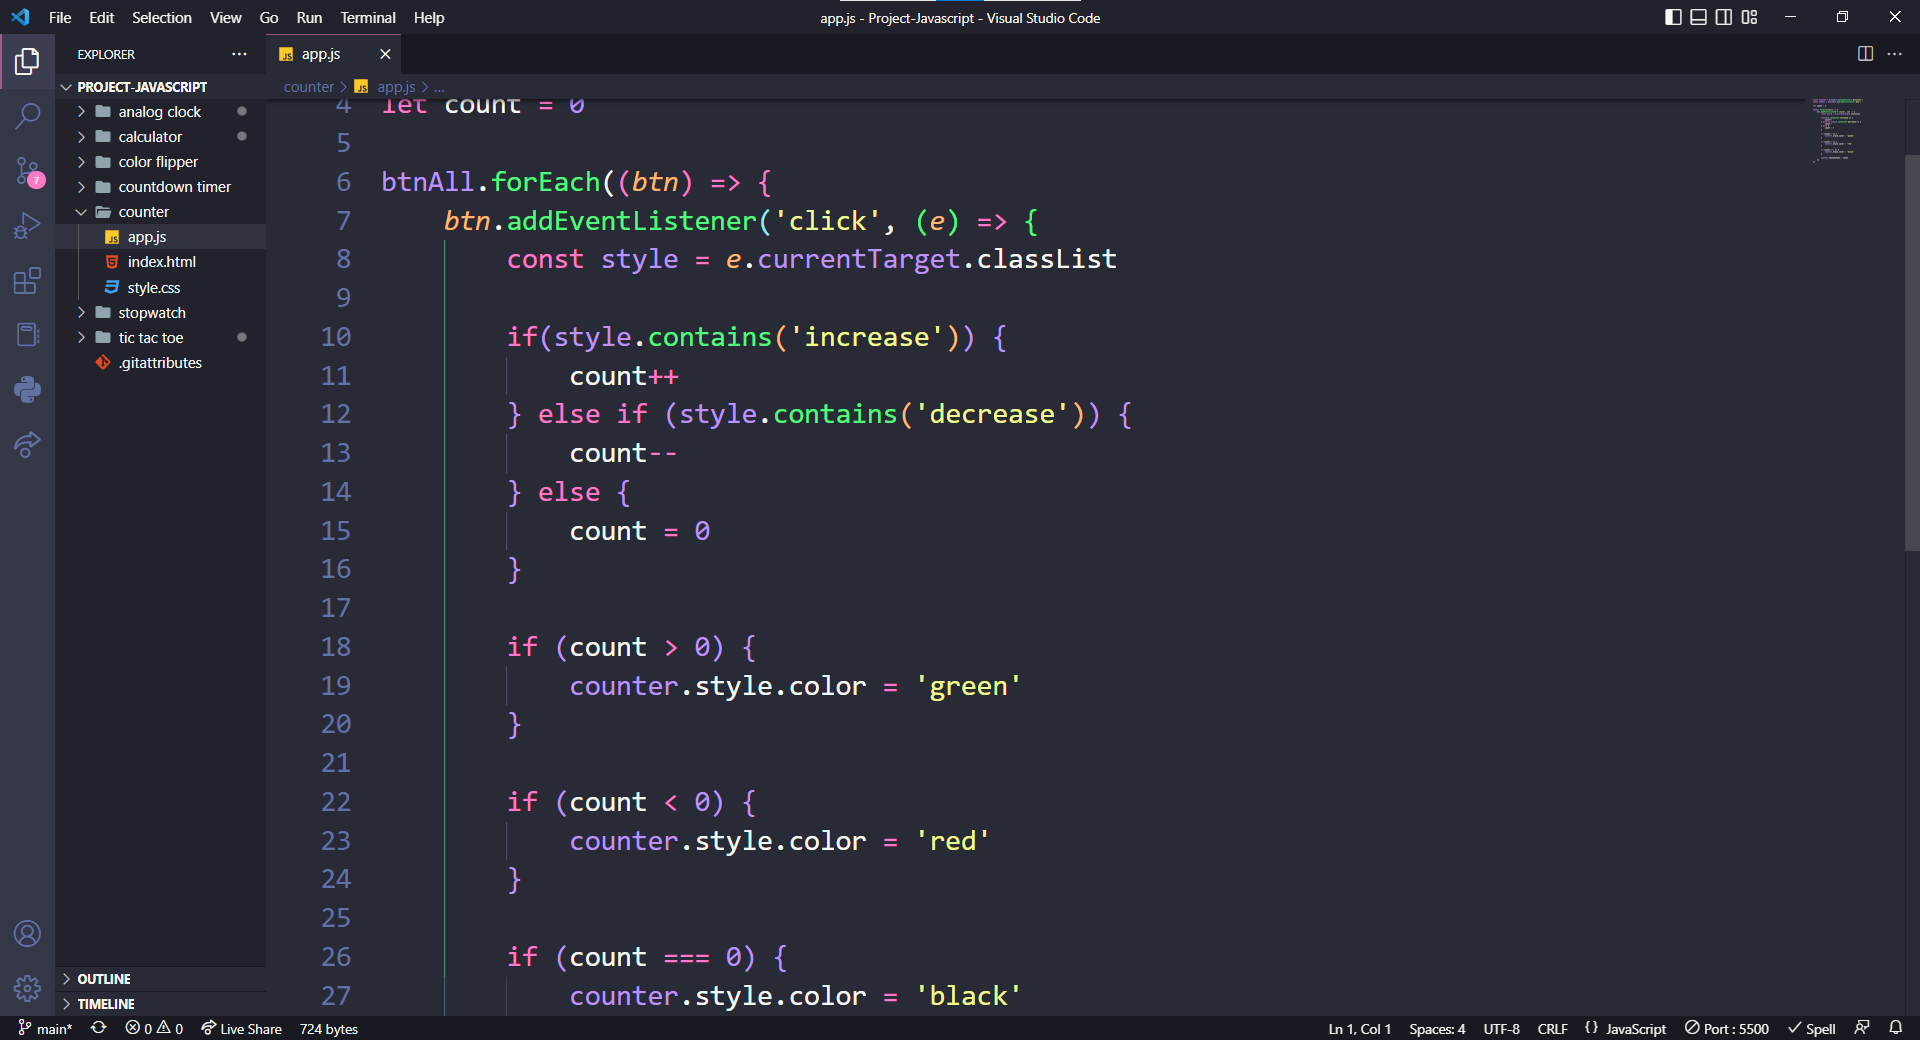 File Edit Selection View Go Run Terminal Help
app.js - Project-Javascript - Visual Studio Code
EXPLORER
PROJECT-JAVASCRIPT
analog clock
calculator
color flipper
countdown timer
counter
app.js
index.html
style.css
stopwatch
tic tac toe
.gitattributes
7
OUTLINE
TIMELINE
JS app.js
counter > JS app.js > ...
4 let count = 0
5
6 btnAll.forEach((btn) => {
7 btn.addEventListener('click', (e) => {
8 const style = e.currentTarget.classList
9
10 if(style.contains('increase')) {
11 count++
12 } else if (style.contains('decrease')) {
13 count--
14 } else {
15 count = 0
16 }
17
18 if (count > 0) {
19 counter.style.color = 'green'
20 }
21
22 if (count < 0) {
23 counter.style.color = 'red'
24 }
25
26 if (count === 0) {
27 counter.style.color = 'black'
main* 0 0 Live Share 724 bytes
Ln 1, Col 1 Spaces: 4 UTF-8 CRLF {} JavaScript Port : 5500 Spell